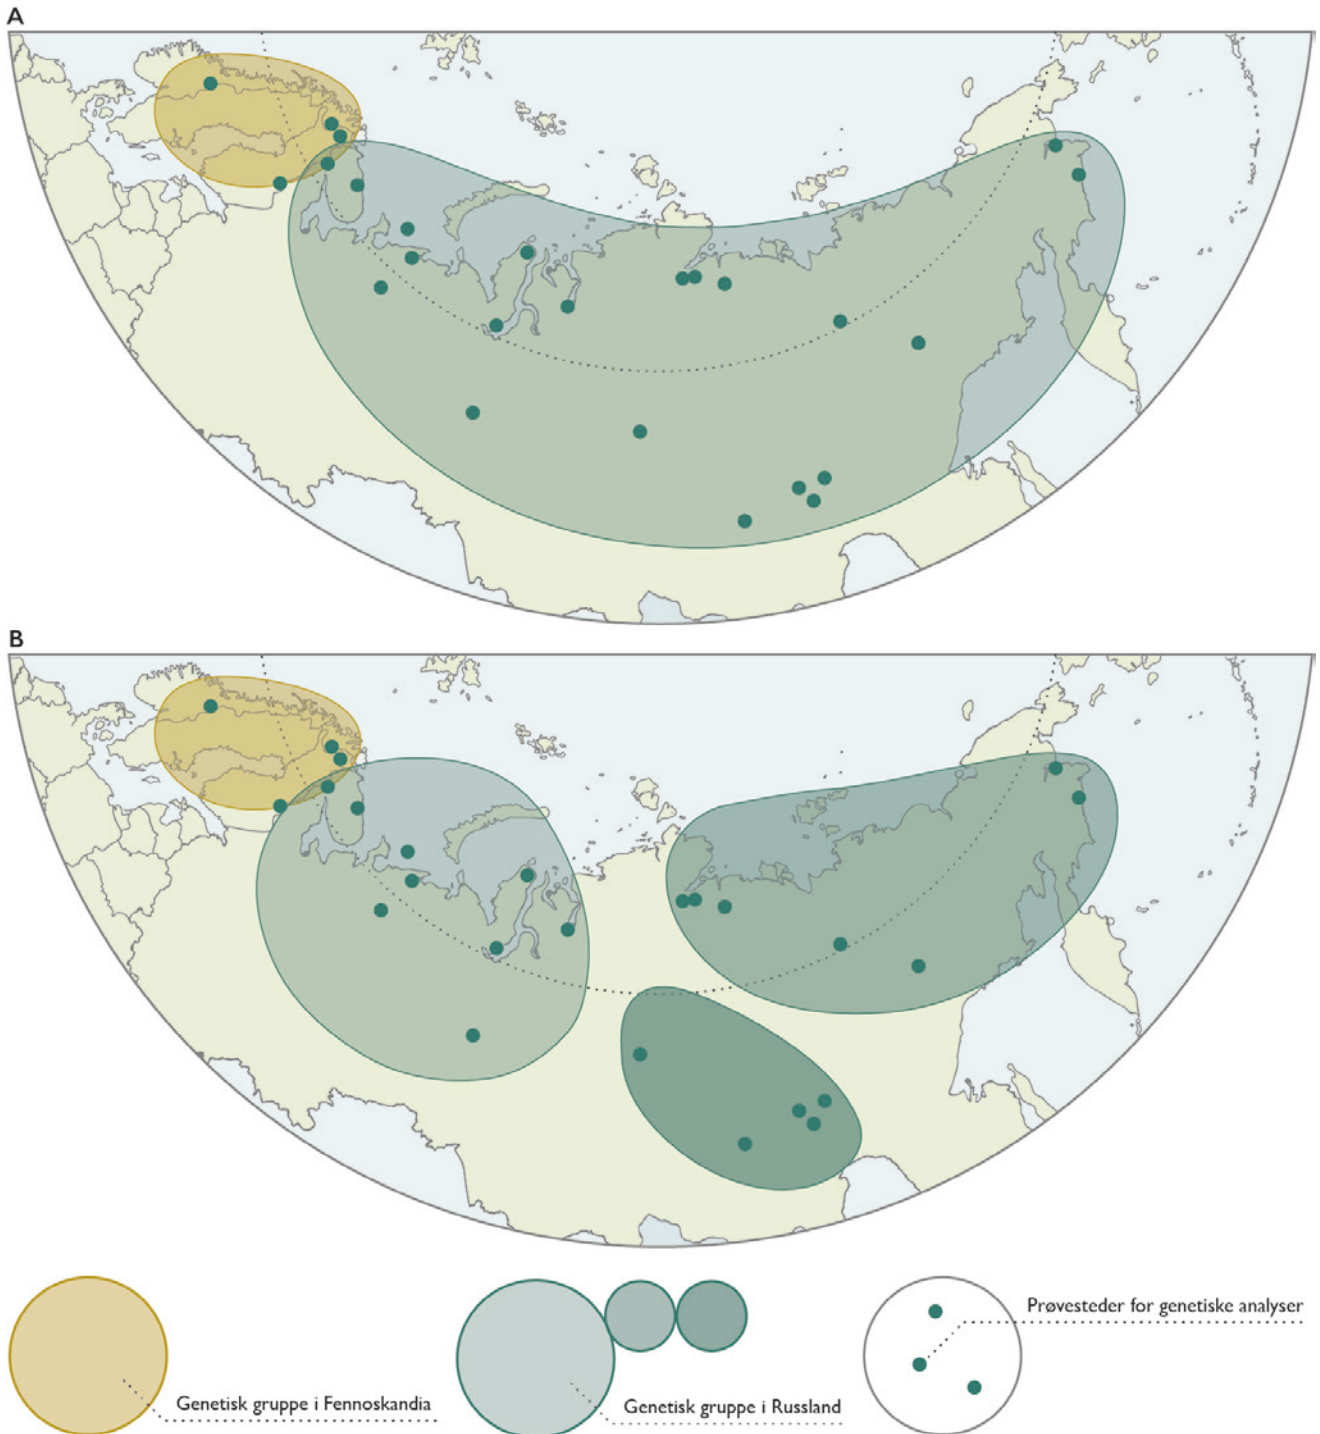 A
B
Genetisk gruppe i Fennoskandia
Genetisk gruppe i Russland
Prøvesteder for genetiske analyser